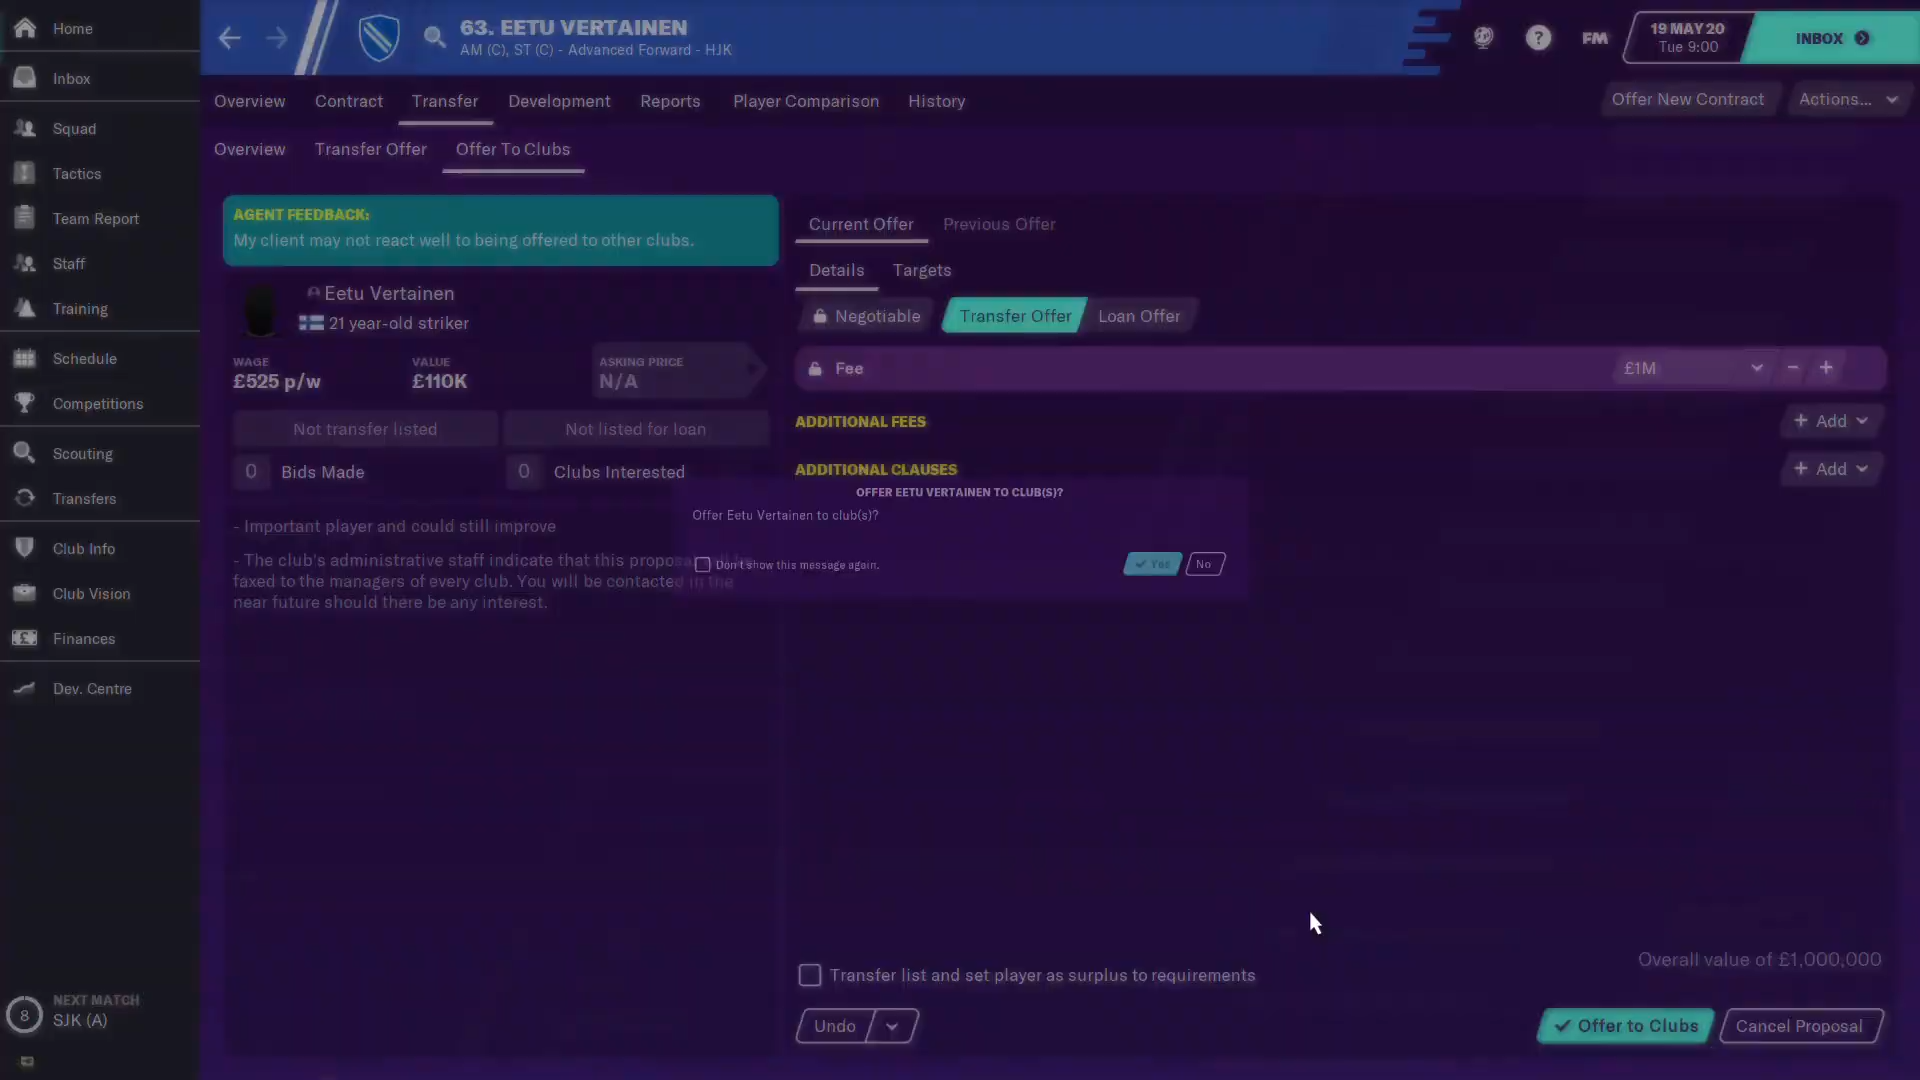 Home
Inbox
Squad
Tactics
Team Report
Staff
Training
Schedule
Competitions
Scouting
Transfers
Club Info
Club Vision
Finances
Dev. Centre
8
NEXT MATCH
SJK (A)
63. EETU VERTAINEN
AM (C), ST (C) - Advanced Forward - HJK
?
FM
19 MAY 20
Tue 9:00
INBOX
Overview Contract Transfer Development Reports Player Comparison History
Offer New Contract
Actions...
Overview Transfer Offer Offer To Clubs
AGENT FEEDBACK:
My client may not react well to being offered to other clubs.
Eetu Vertainen
21 year-old striker
WAGE
£525 p/w
VALUE
£110K
ASKING PRICE
N/A
Not transfer listed
Not listed for loan
0 Bids Made
0 Clubs Interested
- Important player and could still improve
- The club's administrative staff indicate that this proposal will be
faxed to the managers of every club. You will be contacted in the
near future should there be any interest.
Current Offer Previous Offer
Details Targets
Negotiable Transfer Offer Loan Offer
Fee £1M - +
ADDITIONAL FEES
+ Add
ADDITIONAL CLAUSES
+ Add
OFFER EETU VERTAINEN TO CLUB(S)?
Offer Eetu Vertainen to club(s)?
Don't show this message again.
Yes
No
Overall value of £1,000,000
Transfer list and set player as surplus to requirements
Undo
Offer to Clubs
Cancel Proposal